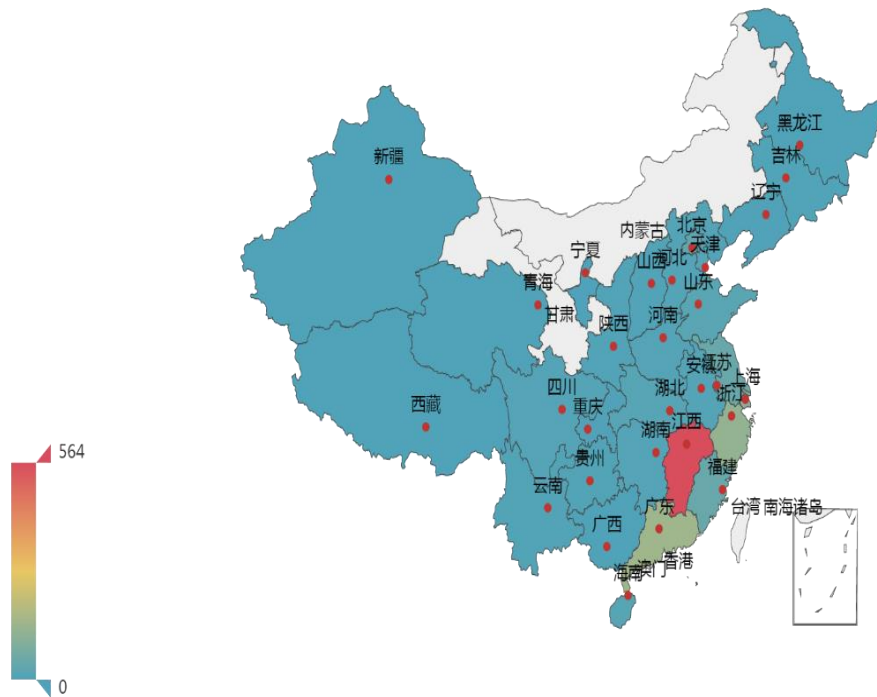 黑龙江
吉林
新疆
辽宁
内蒙古
北京
天津
宁夏
山西
河北
青海
山东
甘肃
陕西
河南
安徽
江苏
上海
四川
湖北
浙江
重庆
西藏
江西
湖南
564
福建
贵州
云南
广东
台湾
南海诸岛
广西
香港
澳门
海南
0